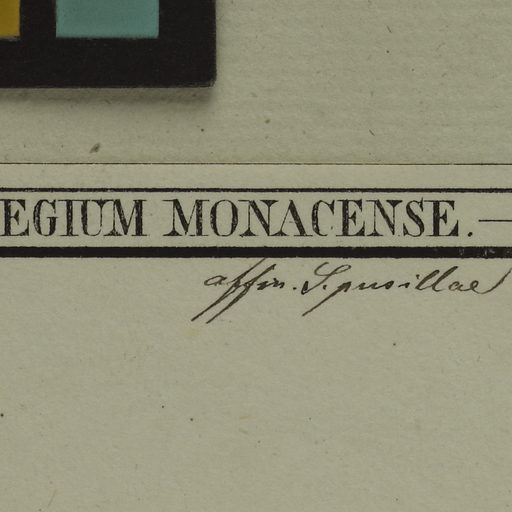 EGIUM MONACENSE. —
affin. S. pusillae